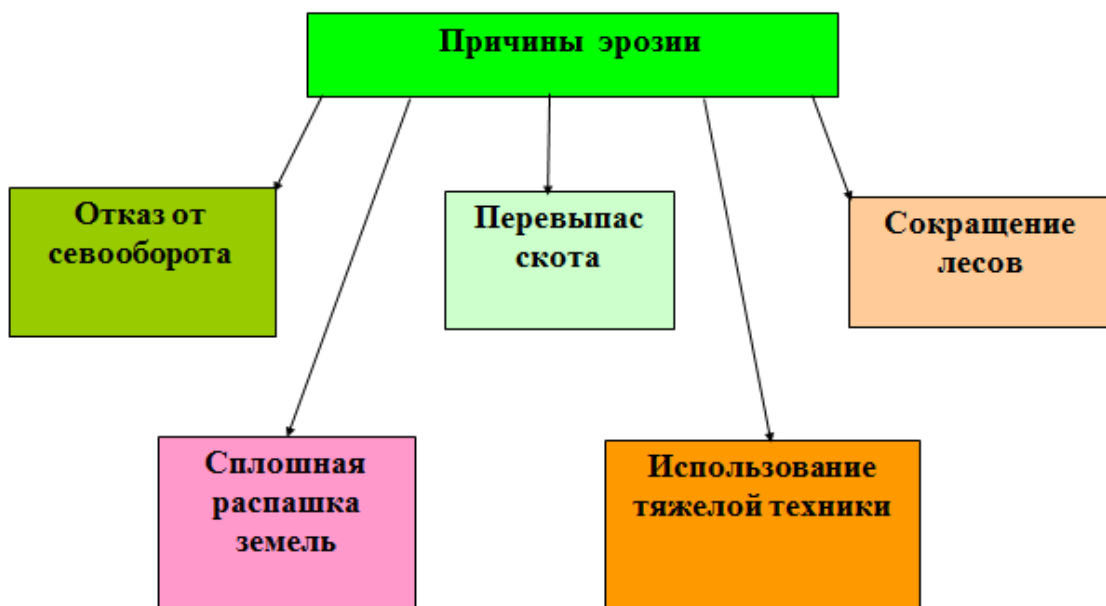 Причины эрозии
Отказ от
севооборота
Перевыпас
скота
Сокращение
лесов
Сплошная
распашка
земель
Использование
тяжелой техники